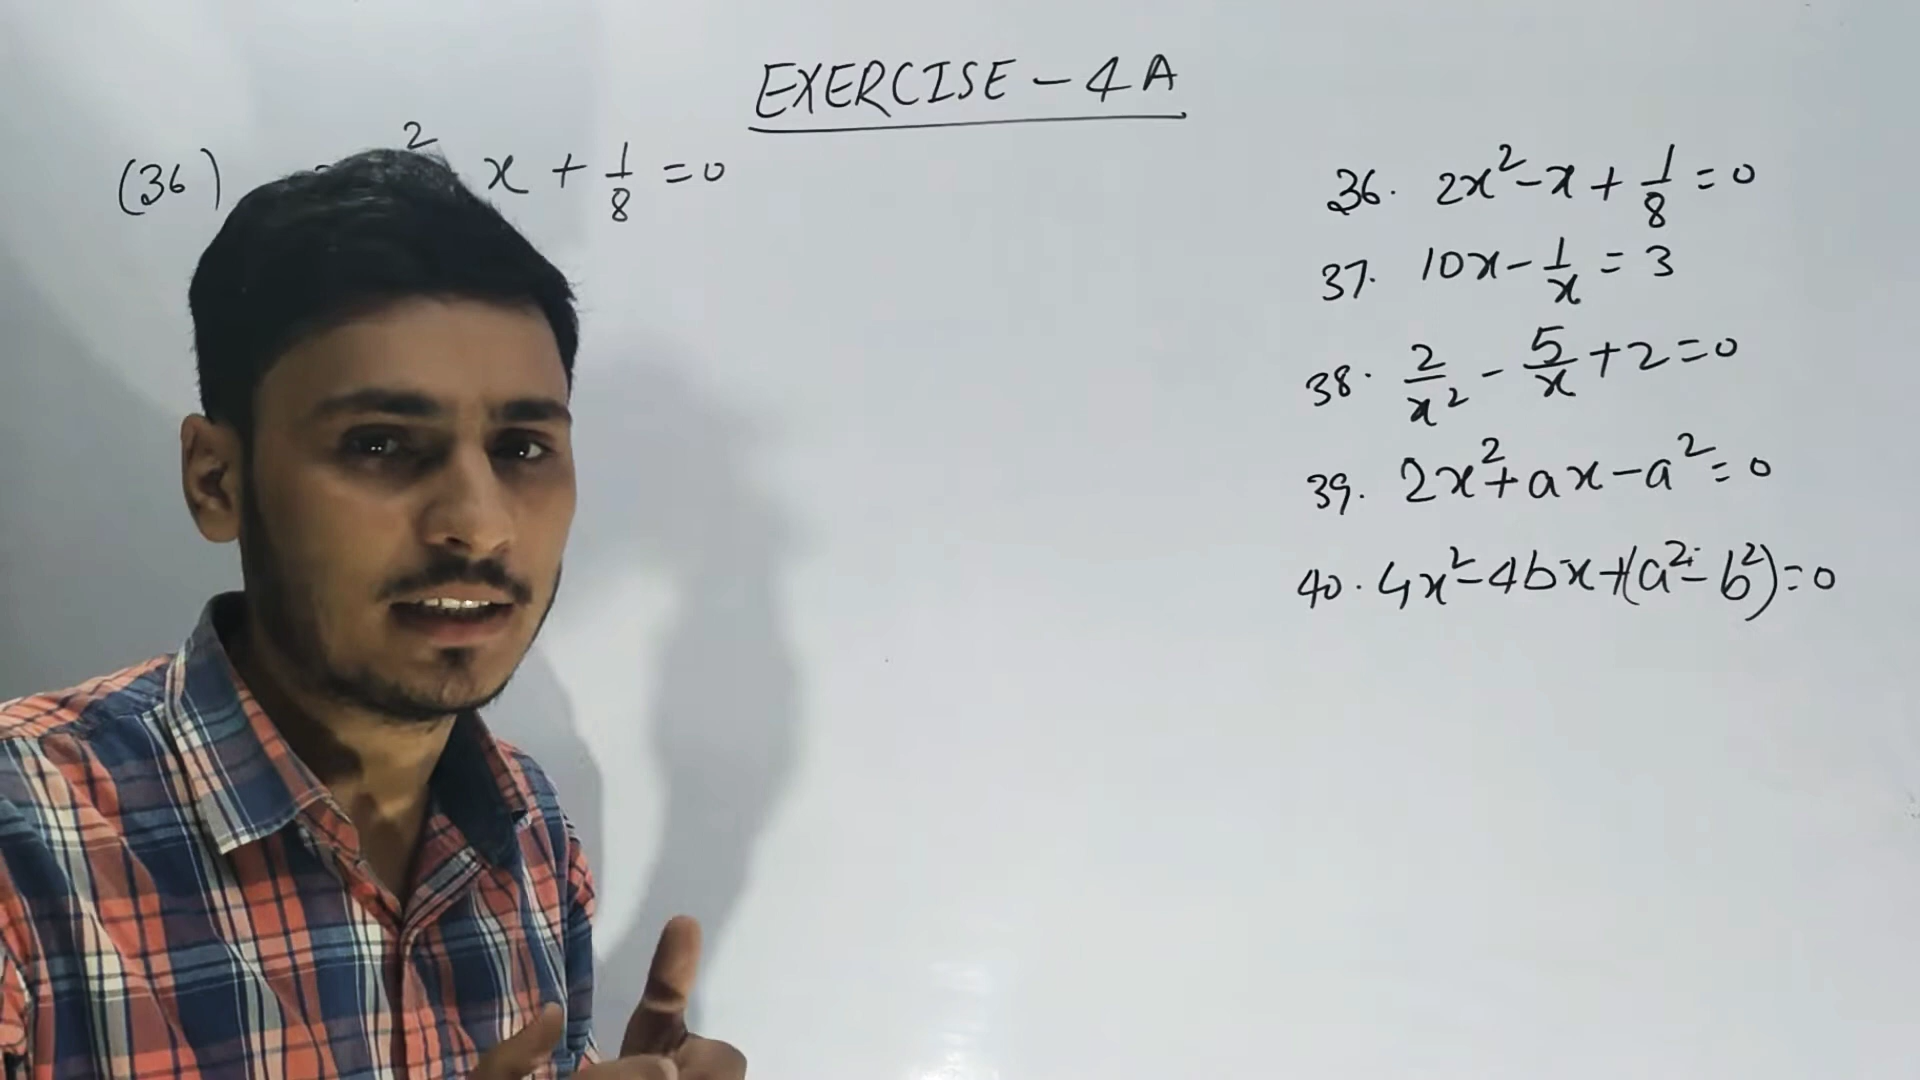 EXERCISE - 4A
(36) 2 x + 1/8 = 0
36. 2x² - x + 1/8 = 0
37. 10x - 1/x = 3
38. 2/x² - 5/x + 2 = 0
39. 2x² + ax - a² = 0
40. 4x² - 4bx + (a² - b²) = 0